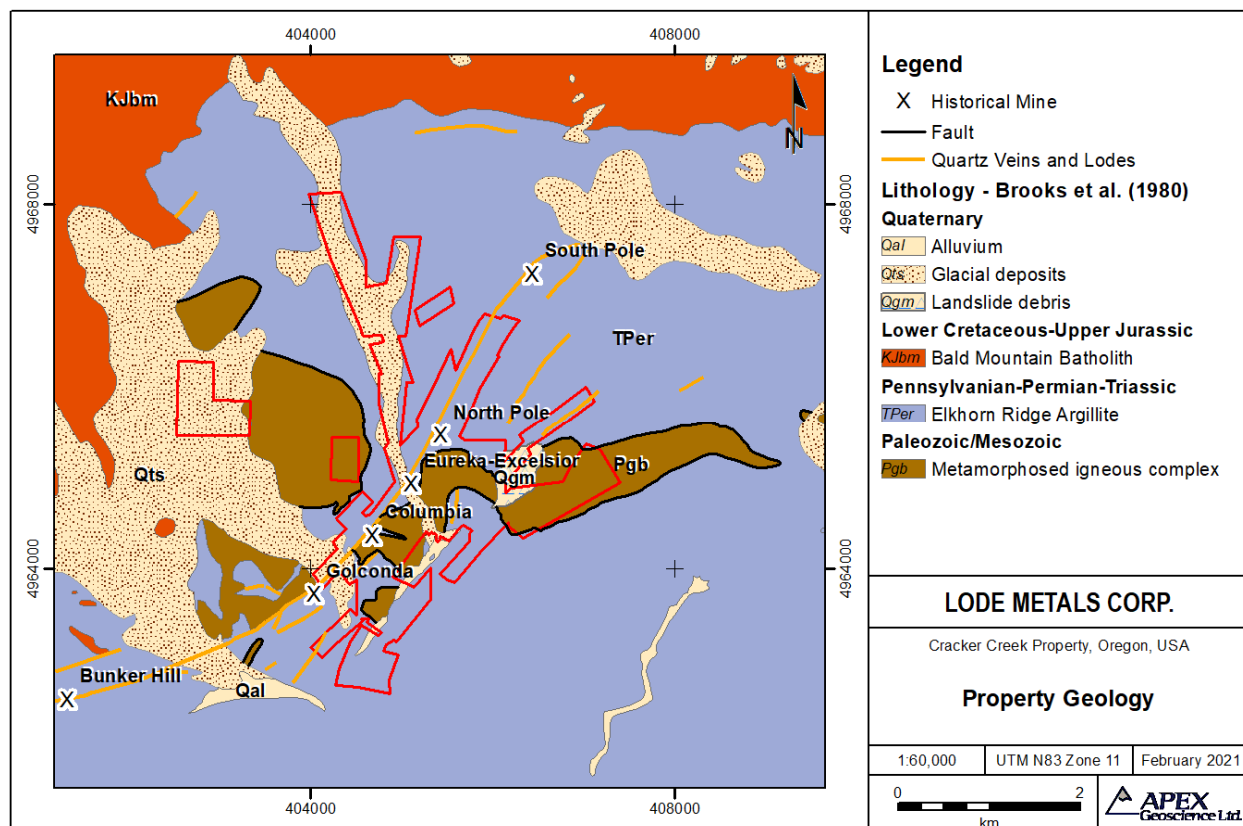 404000
408000
KJbm
N
4968000
4968000
South Pole
TPer
North Pole
Eureka-Excelsior
Qgm
Pgb
Qts
Columbia
4964000
4964000
Golconda
Bunker Hill
Qal
404000
408000
Legend
X Historical Mine
Fault
Quartz Veins and Lodes
Lithology - Brooks et al. (1980)
Quaternary
Qal Alluvium
Qts Glacial deposits
Qgm Landslide debris
Lower Cretaceous-Upper Jurassic
KJbm Bald Mountain Batholith
Pennsylvanian-Permian-Triassic
TPer Elkhorn Ridge Argillite
Paleozoic/Mesozoic
Pgb Metamorphosed igneous complex
LODE METALS CORP.
Cracker Creek Property, Oregon, USA
Property Geology
1:60,000 UTM N83 Zone 11 February 2021
0 2
km
APEX
Geoscience Ltd.